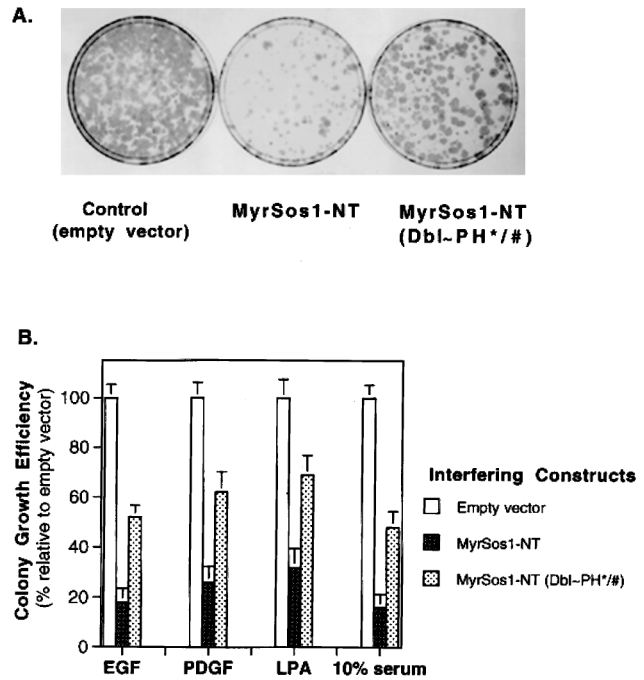 A.
Control MyrSos1-NT MyrSos1-NT
(empty vector) (Dbl~PH*/#)
B.
Colony Growth Efficiency
(% relative to empty vector)
100
80
60
40
20
0
EGF PDGF LPA 10% serum
Interfering Constructs
Empty vector
MyrSos1-NT
MyrSos1-NT (Dbl~PH*/#)